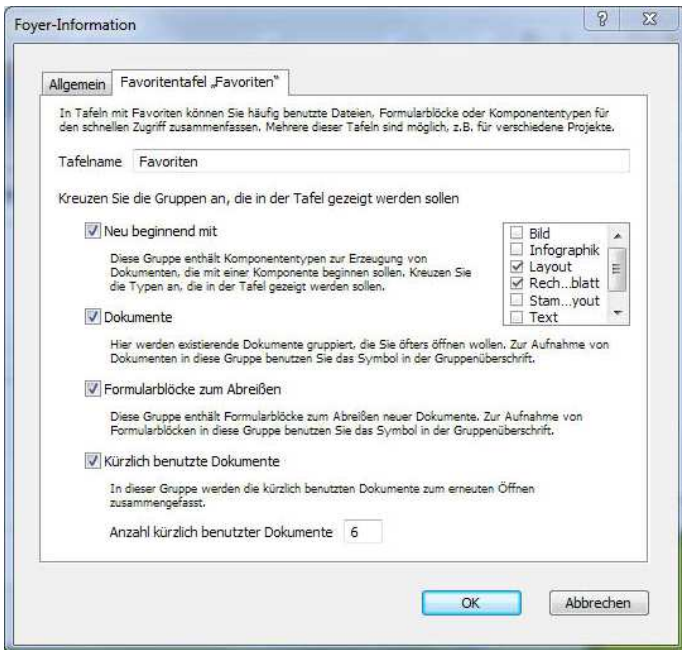 Foyer-Information
Allgemein
Favoritentafel „Favoriten“
In Tafeln mit Favoriten können Sie häufig benutzte Dateien, Formularblöcke oder Komponententypen für
den schnellen Zugriff zusammenfassen. Mehrere dieser Tafeln sind möglich, z.B. für verschiedene Projekte.
Tafelname Favoriten
Kreuzen Sie die Gruppen an, die in der Tafel gezeigt werden sollen
Neu beginnend mit
Diese Gruppe enthält Komponententypen zur Erzeugung von
Dokumenten, die mit einer Komponente beginnen sollen. Kreuzen Sie
die Typen an, die in der Tafel gezeigt werden sollen.
Bild
Infographik
Layout
Rech...blatt
Stam...yout
Text
Dokumente
Hier werden existierende Dokumente gruppiert, die Sie öfters öffnen wollen. Zur Aufnahme von
Dokumenten in diese Gruppe benutzen Sie das Symbol in der Gruppenüberschrift.
Formularblöcke zum Abreißen
Diese Gruppe enthält Formularblöcke zum Abreißen neuer Dokumente. Zur Aufnahme von
Formularblöcken in diese Gruppe benutzen Sie das Symbol in der Gruppenüberschrift.
Kürzlich benutzte Dokumente
In dieser Gruppe werden die kürzlich benutzten Dokumente zum erneuten Öffnen
zusammengefasst.
Anzahl kürzlich benutzter Dokumente 6
OK
Abbrechen